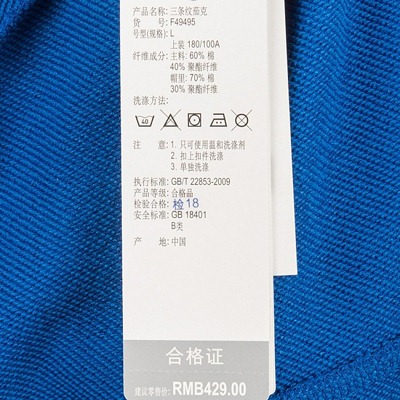 产品名称: 三条纹茄克
货 号: F49495
号型(规格): L
上装 180/100A
纤维成分: 主料: 60% 棉
40% 聚酯纤维
帽里: 70% 棉
30% 聚酯纤维
洗涤方法:
40
注 意: 1. 只可使用温和洗涤剂
2. 扣上扣件洗涤
3. 单独洗涤
执行标准: GB/T 22853-2009
产品等级: 合格品
检验合格: 检18
安全标准: GB 18401
B类
产 地: 中国
合格证
建议零售价: RMB429.00